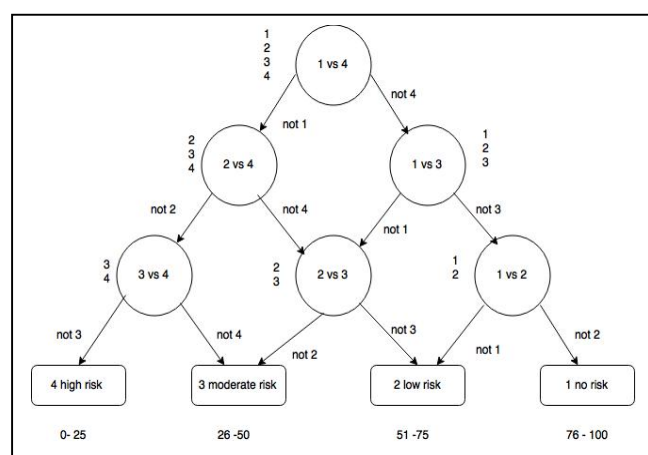 1
2
3
4
1 vs 4
not 1
not 4
2
3
4
2 vs 4
1 vs 3
1
2
3
not 2
not 4
not 1
not 3
3
4
3 vs 4
2
3
2 vs 3
1
2
1 vs 2
not 3
not 4
not 2
not 3
not 1
not 2
4 high risk
3 moderate risk
2 low risk
1 no risk
0- 25
26 -50
51 -75
76 - 100